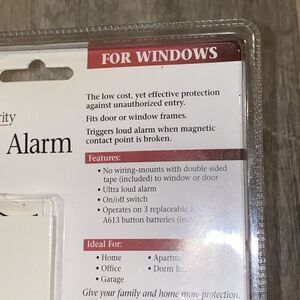 FOR WINDOWS
The low cost, yet effective protection
against unauthorized entry.
Fits door or window frames.
Triggers loud alarm when magnetic
contact point is broken.
Alarm
Features:
• No wiring-mounts with double sided
tape (included) to window or door
• Ultra loud alarm
• On/off switch
• Operates on 3 replaceable
A613 button batteries
Ideal For:
• Home
• Office
• Garage
• Dorm
Give your family and home more protection.